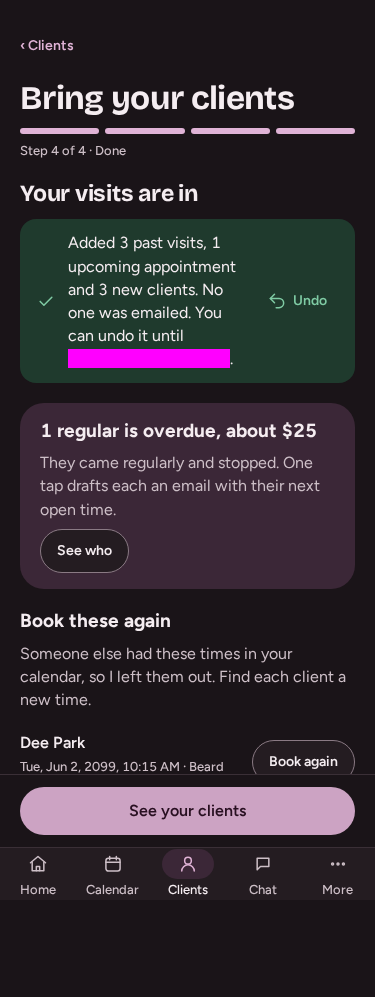 ‹ Clients
Bring your clients
Step 4 of 4 · Done
Your visits are in
Added 3 past visits, 1
upcoming appointment
and 3 new clients. No
one was emailed. You
can undo it until
.
Undo
1 regular is overdue, about $25
They came regularly and stopped. One
tap drafts each an email with their next
open time.
See who
Book these again
Someone else had these times in your
calendar, so I left them out. Find each client a
new time.
Dee Park
Tue, Jun 2, 2099, 10:15 AM · Beard
Book again
See your clients
Home
Calendar
Clients
Chat
More